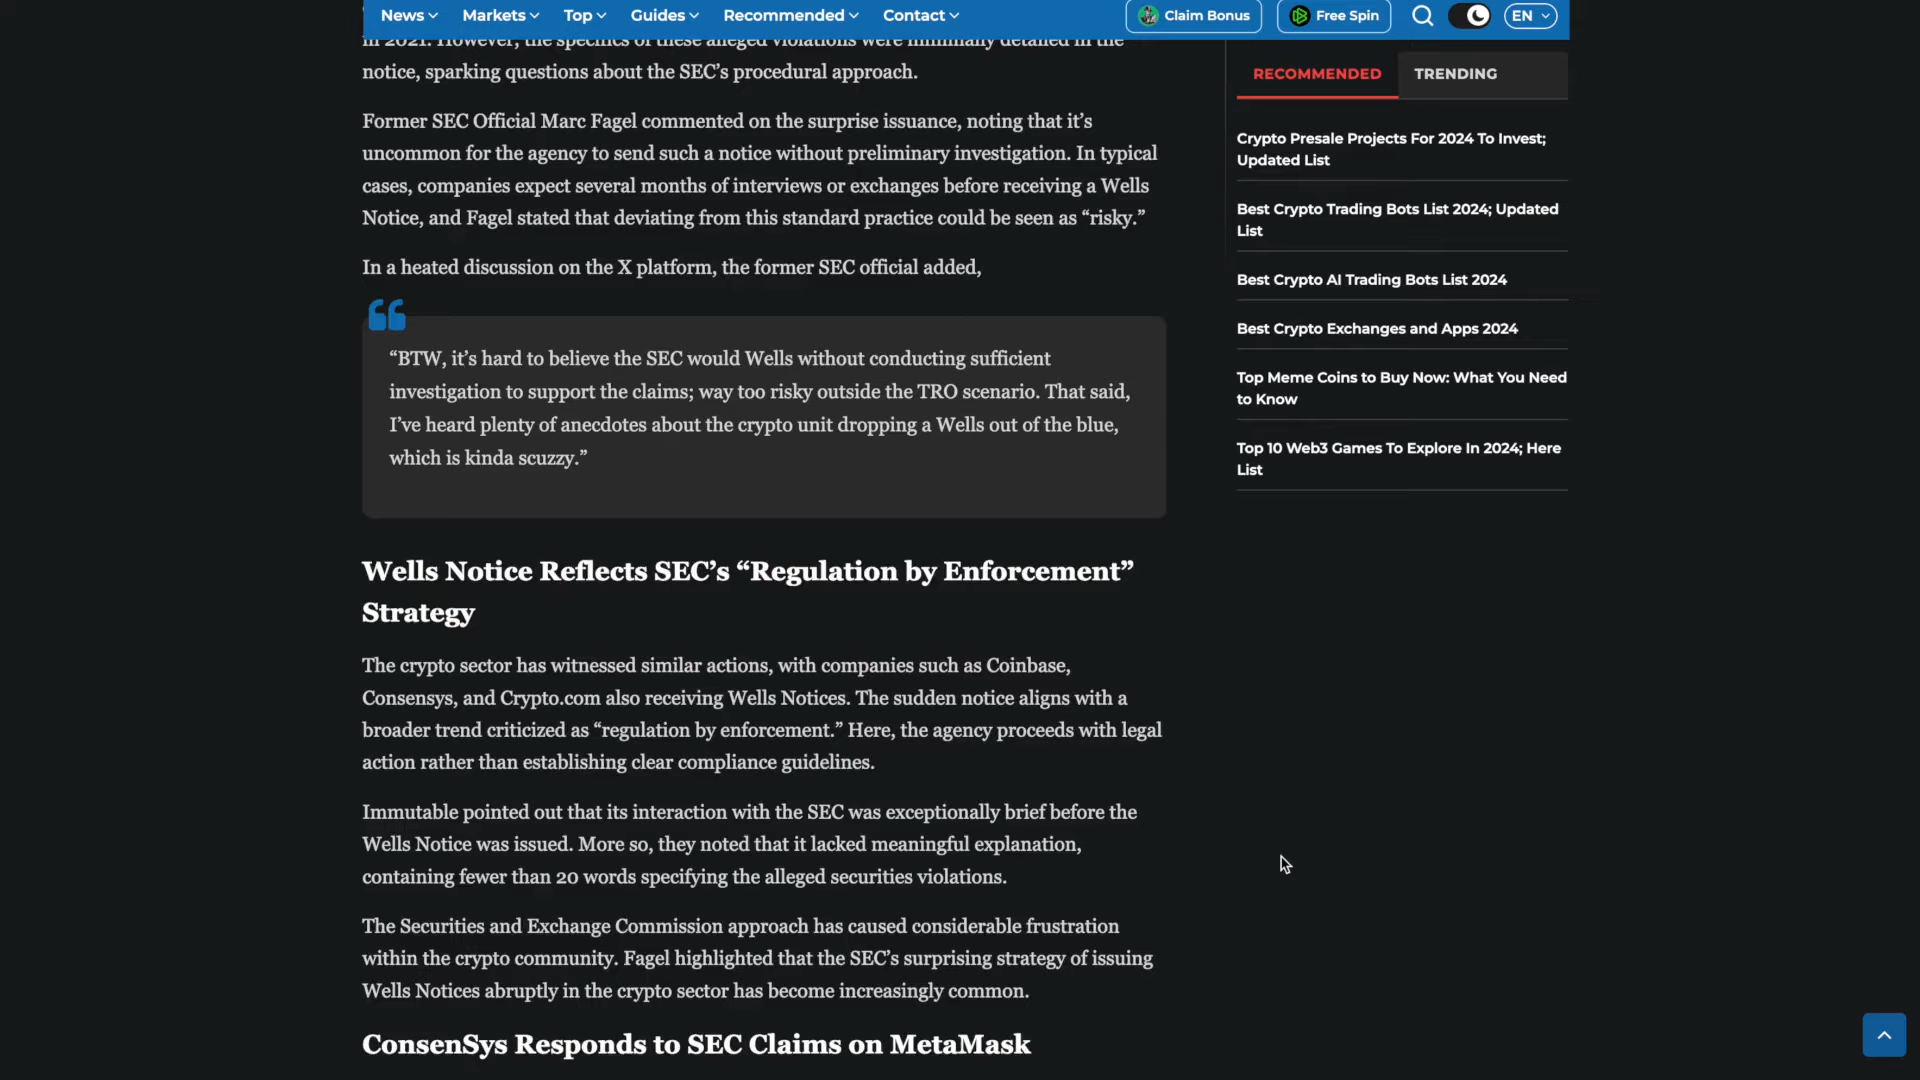 News Markets Top Guides Recommended Contact Claim Bonus Free Spin EN
in 2021. However, the specifics of these alleged violations were minimally detailed in the
notice, sparking questions about the SEC’s procedural approach.
Former SEC Official Marc Fagel commented on the surprise issuance, noting that it’s
uncommon for the agency to send such a notice without preliminary investigation. In typical
cases, companies expect several months of interviews or exchanges before receiving a Wells
Notice, and Fagel stated that deviating from this standard practice could be seen as “risky.”
In a heated discussion on the X platform, the former SEC official added,
“BTW, it’s hard to believe the SEC would Wells without conducting sufficient
investigation to support the claims; way too risky outside the TRO scenario. That said,
I’ve heard plenty of anecdotes about the crypto unit dropping a Wells out of the blue,
which is kinda scuzzy.”
Wells Notice Reflects SEC’s “Regulation by Enforcement”
Strategy
The crypto sector has witnessed similar actions, with companies such as Coinbase,
Consensys, and Crypto.com also receiving Wells Notices. The sudden notice aligns with a
broader trend criticized as “regulation by enforcement.” Here, the agency proceeds with legal
action rather than establishing clear compliance guidelines.
Immutable pointed out that its interaction with the SEC was exceptionally brief before the
Wells Notice was issued. More so, they noted that it lacked meaningful explanation,
containing fewer than 20 words specifying the alleged securities violations.
The Securities and Exchange Commission approach has caused considerable frustration
within the crypto community. Fagel highlighted that the SEC’s surprising strategy of issuing
Wells Notices abruptly in the crypto sector has become increasingly common.
ConsenSys Responds to SEC Claims on MetaMask
RECOMMENDED TRENDING
Crypto Presale Projects For 2024 To Invest;
Updated List
Best Crypto Trading Bots List 2024; Updated
List
Best Crypto AI Trading Bots List 2024
Best Crypto Exchanges and Apps 2024
Top Meme Coins to Buy Now: What You Need
to Know
Top 10 Web3 Games To Explore In 2024; Here
List